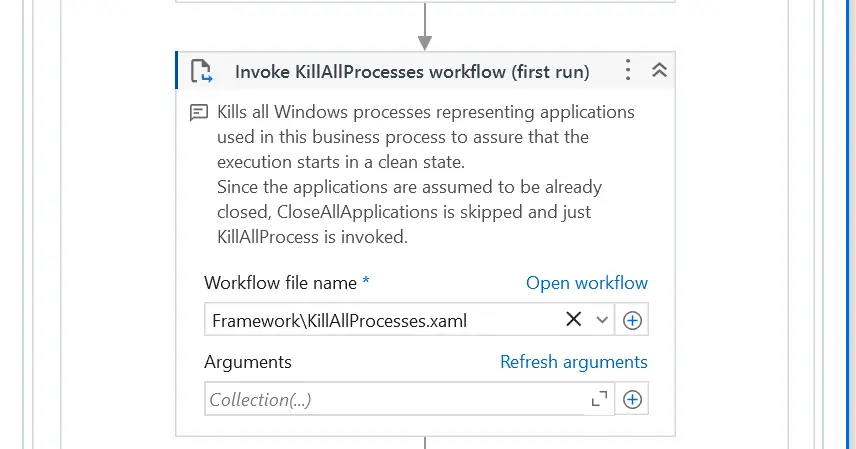 Invoke KillAllProcesses workflow (first run)
Kills all Windows processes representing applications
used in this business process to assure that the
execution starts in a clean state.
Since the applications are assumed to be already
closed, CloseAllApplications is skipped and just
KillAllProcess is invoked.
Workflow file name * Open workflow
Framework\KillAllProcesses.xaml
Arguments Refresh arguments
Collection(...)